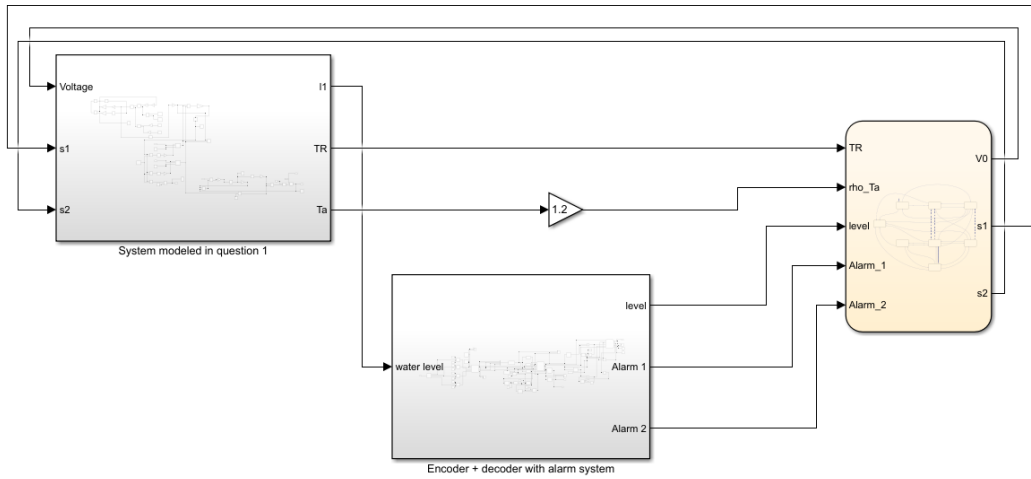 Voltage
s1
s2
I1
TR
Ta
System modeled in question 1
1.2
water level
level
Alarm 1
Alarm 2
Encoder + decoder with alarm system
TR
rho_Ta
level
Alarm_1
Alarm_2
V0
s1
s2